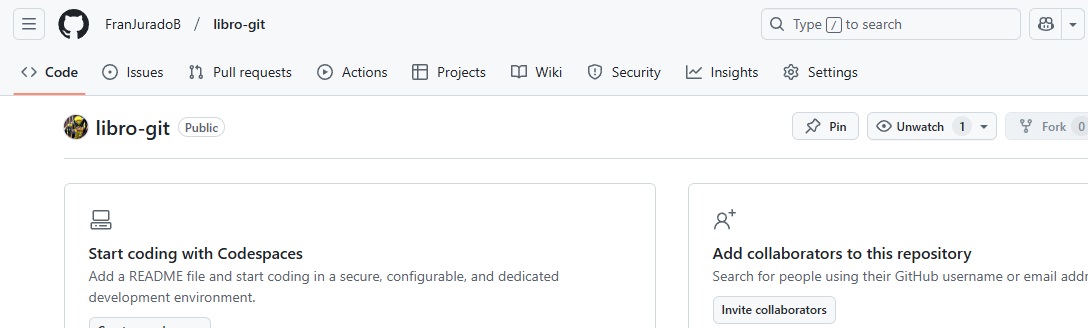 FranJuradoB / libro-git
Type / to search
Code Issues Pull requests Actions Projects Wiki Security Insights Settings
libro-git Public
Pin Unwatch 1 Fork 0
Start coding with Codespaces
Add a README file and start coding in a secure, configurable, and dedicated
development environment.
Add collaborators to this repository
Search for people using their GitHub username or email
Invite collaborators